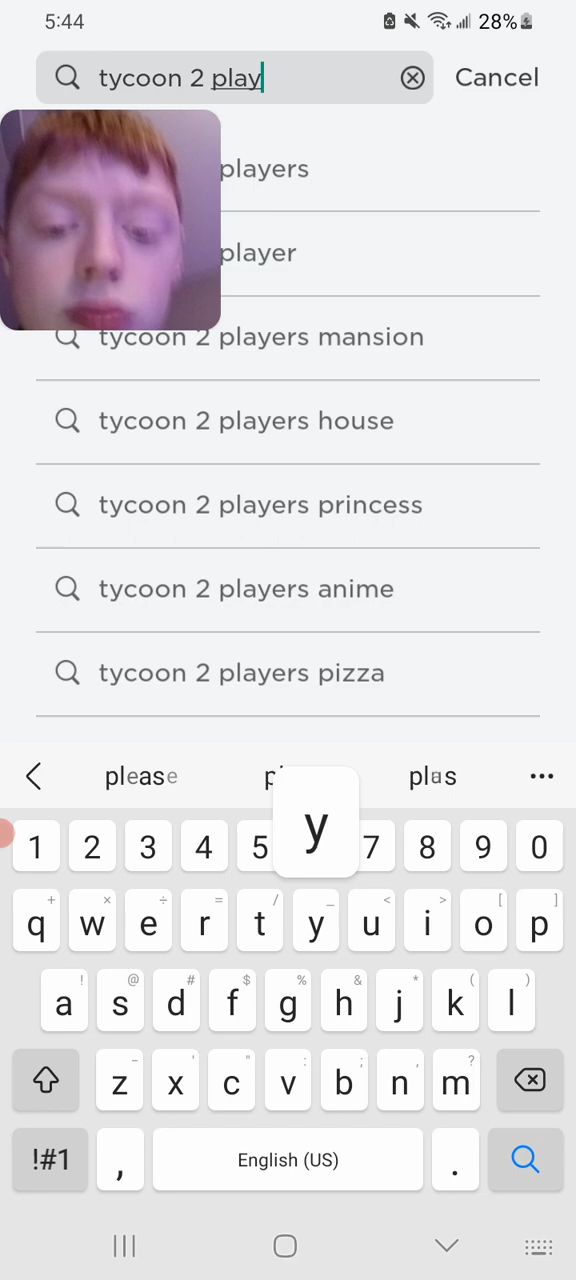 5:44 28%
tycoon 2 play Cancel
players
player
tycoon 2 players mansion
tycoon 2 players house
tycoon 2 players princess
tycoon 2 players anime
tycoon 2 players pizza
please plas
y
1 2 3 4 5 7 8 9 0
+ × ÷ = / _ < > [ ]
q w e r t y u i o p
! @ # $ % & * ( )
a s d f g h j k l
- ' " : ; , ?
z x c v b n m
!#1 , English (US) .